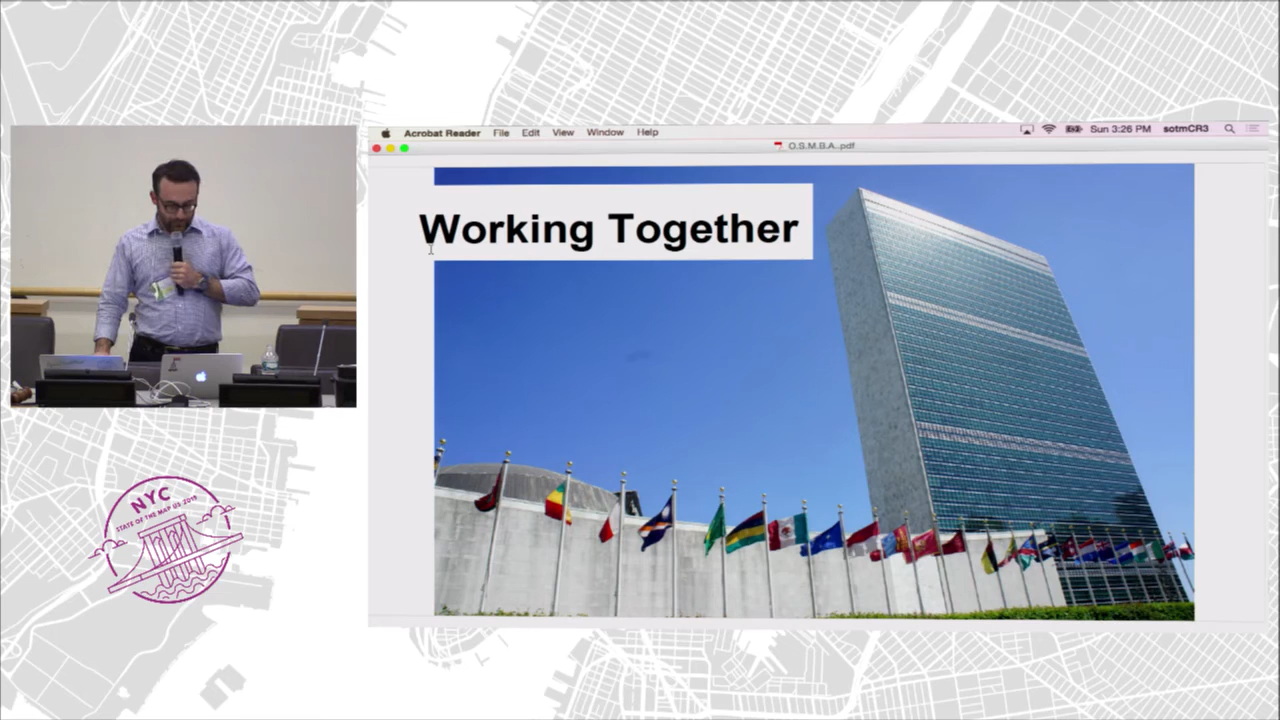 Acrobat Reader File Edit View Window Help Sun 3:26 PM sotmCR3
O.S.M.B.A..pdf
Working Together
NYC
STATE OF THE MAP US 2015